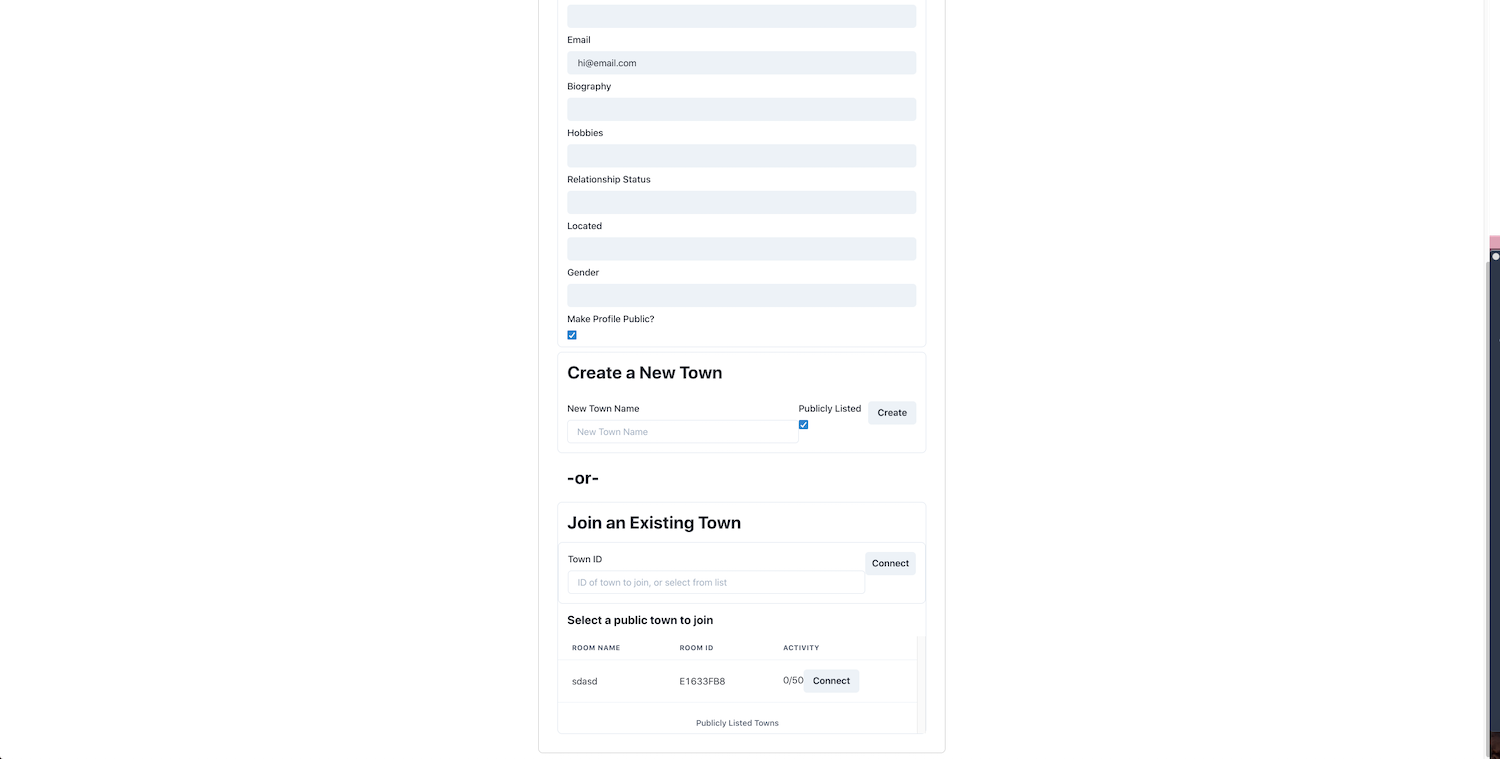 Email
hi@email.com
Biography
Hobbies
Relationship Status
Located
Gender
Make Profile Public?
Create a New Town
New Town Name
Publicly Listed
Create
New Town Name
-or-
Join an Existing Town
Town ID
Connect
ID of town to join, or select from list
Select a public town to join
ROOM NAME ROOM ID ACTIVITY
sdasd E1633FB8 0/50 Connect
Publicly Listed Towns